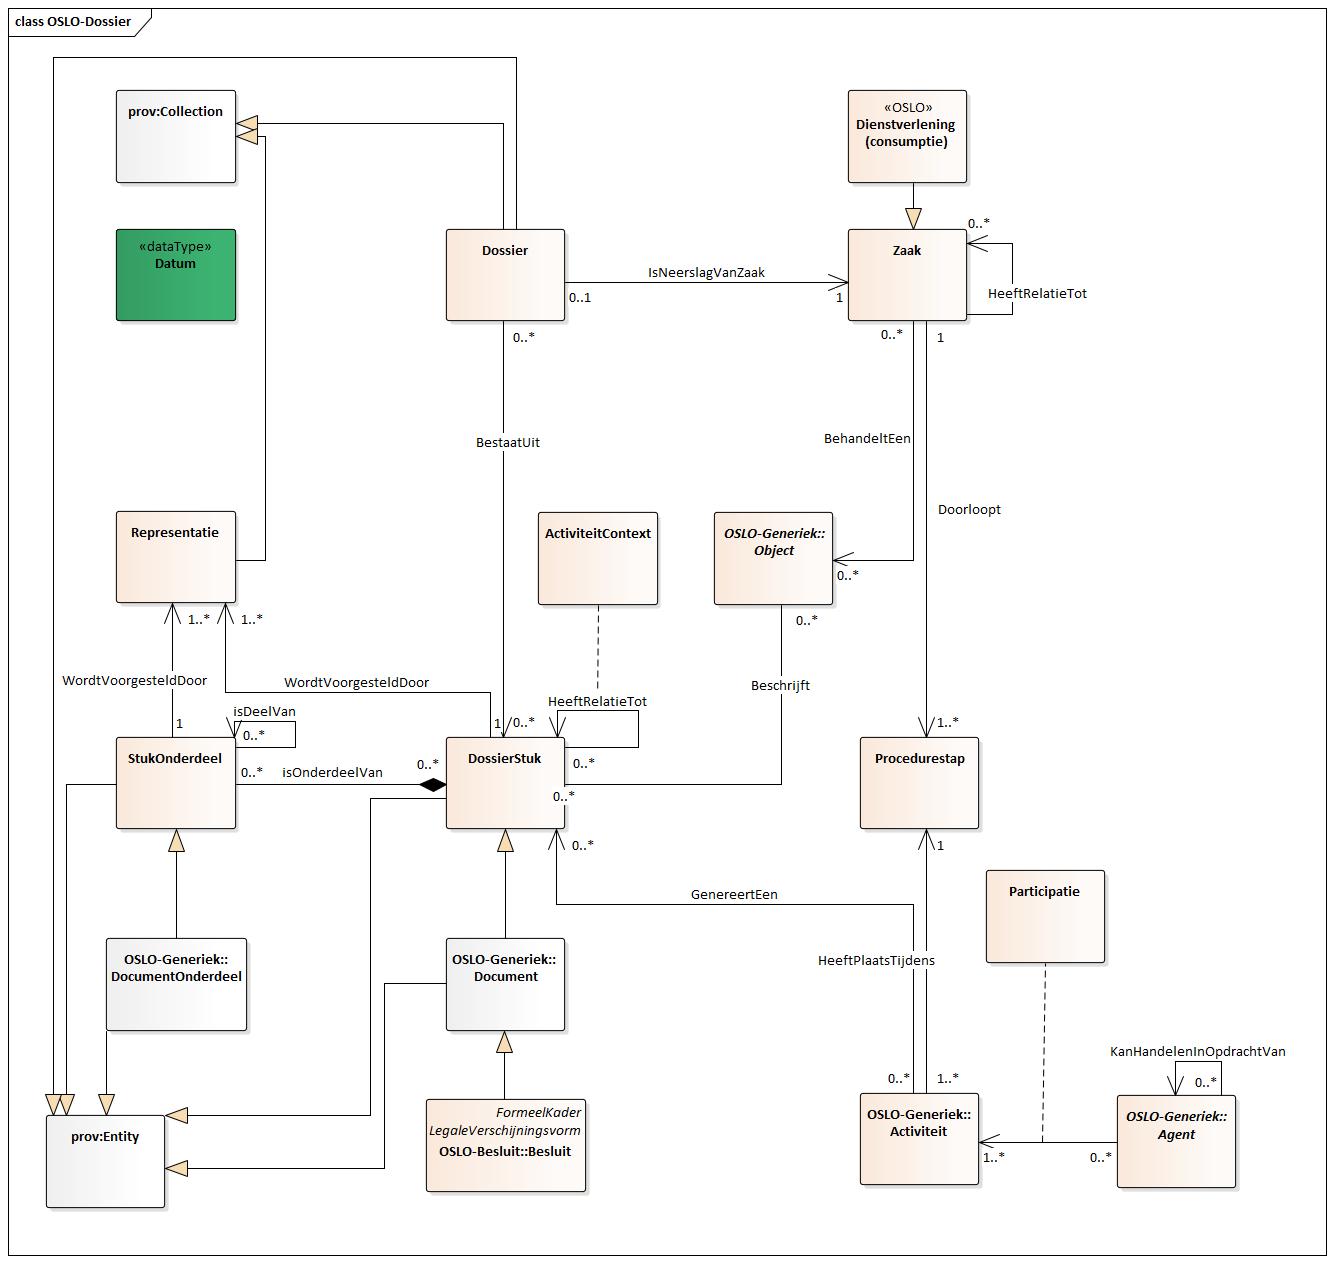 class OSLO-Dossier
prov:Collection
«OSLO»
Dienstverlening
(consumptie)
«dataType»
Datum
Dossier
Zaak
0..*
IsNeerslagVanZaak
0..1
1
HeeftRelatieTot
0..*
0..*
1
BestaatUit
BehandeltEen
Doorloopt
Representatie
ActiviteitContext
OSLO-Generiek::
Object
0..*
1..*
1..*
0..*
WordtVoorgesteldDoor
WordtVoorgesteldDoor
Beschrijft
HeeftRelatieTot
isDeelVan
1
0..*
1
0..*
1..*
StukOnderdeel
DossierStuk
Procedurestap
0..*
isOnderdeelVan
0..*
0..*
0..*
0..*
1
GenereertEen
Participatie
OSLO-Generiek::
DocumentOnderdeel
OSLO-Generiek::
Document
HeeftPlaatsTijdens
KanHandelenInOpdrachtVan
0..*
1..*
0..*
prov:Entity
FormeelKader
LegaleVerschijningsvorm
OSLO-Besluit::Besluit
OSLO-Generiek::
Activiteit
OSLO-Generiek::
Agent
1..*
0..*